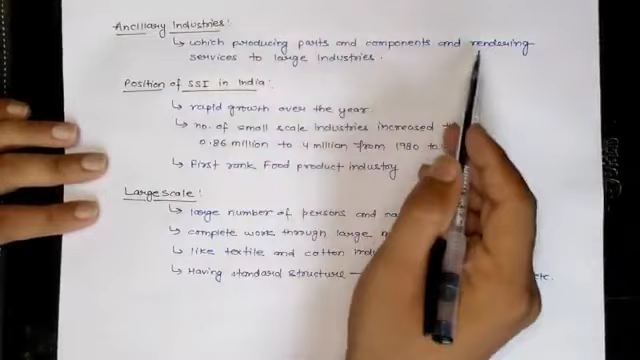 Ancillary Industries:
↳ which producing parts and components and rendering
services to large industries.
Position of SSI in India:
↳ rapid growth over the year.
↳ no. of small scale Industries increased
0.86 million to 4 million from 1980 to
↳ First rank Food product industry
Large scale:
↳ large number of persons and
↳ complete work through large
↳ like textile and cotton
↳ Having standard structure — etc.